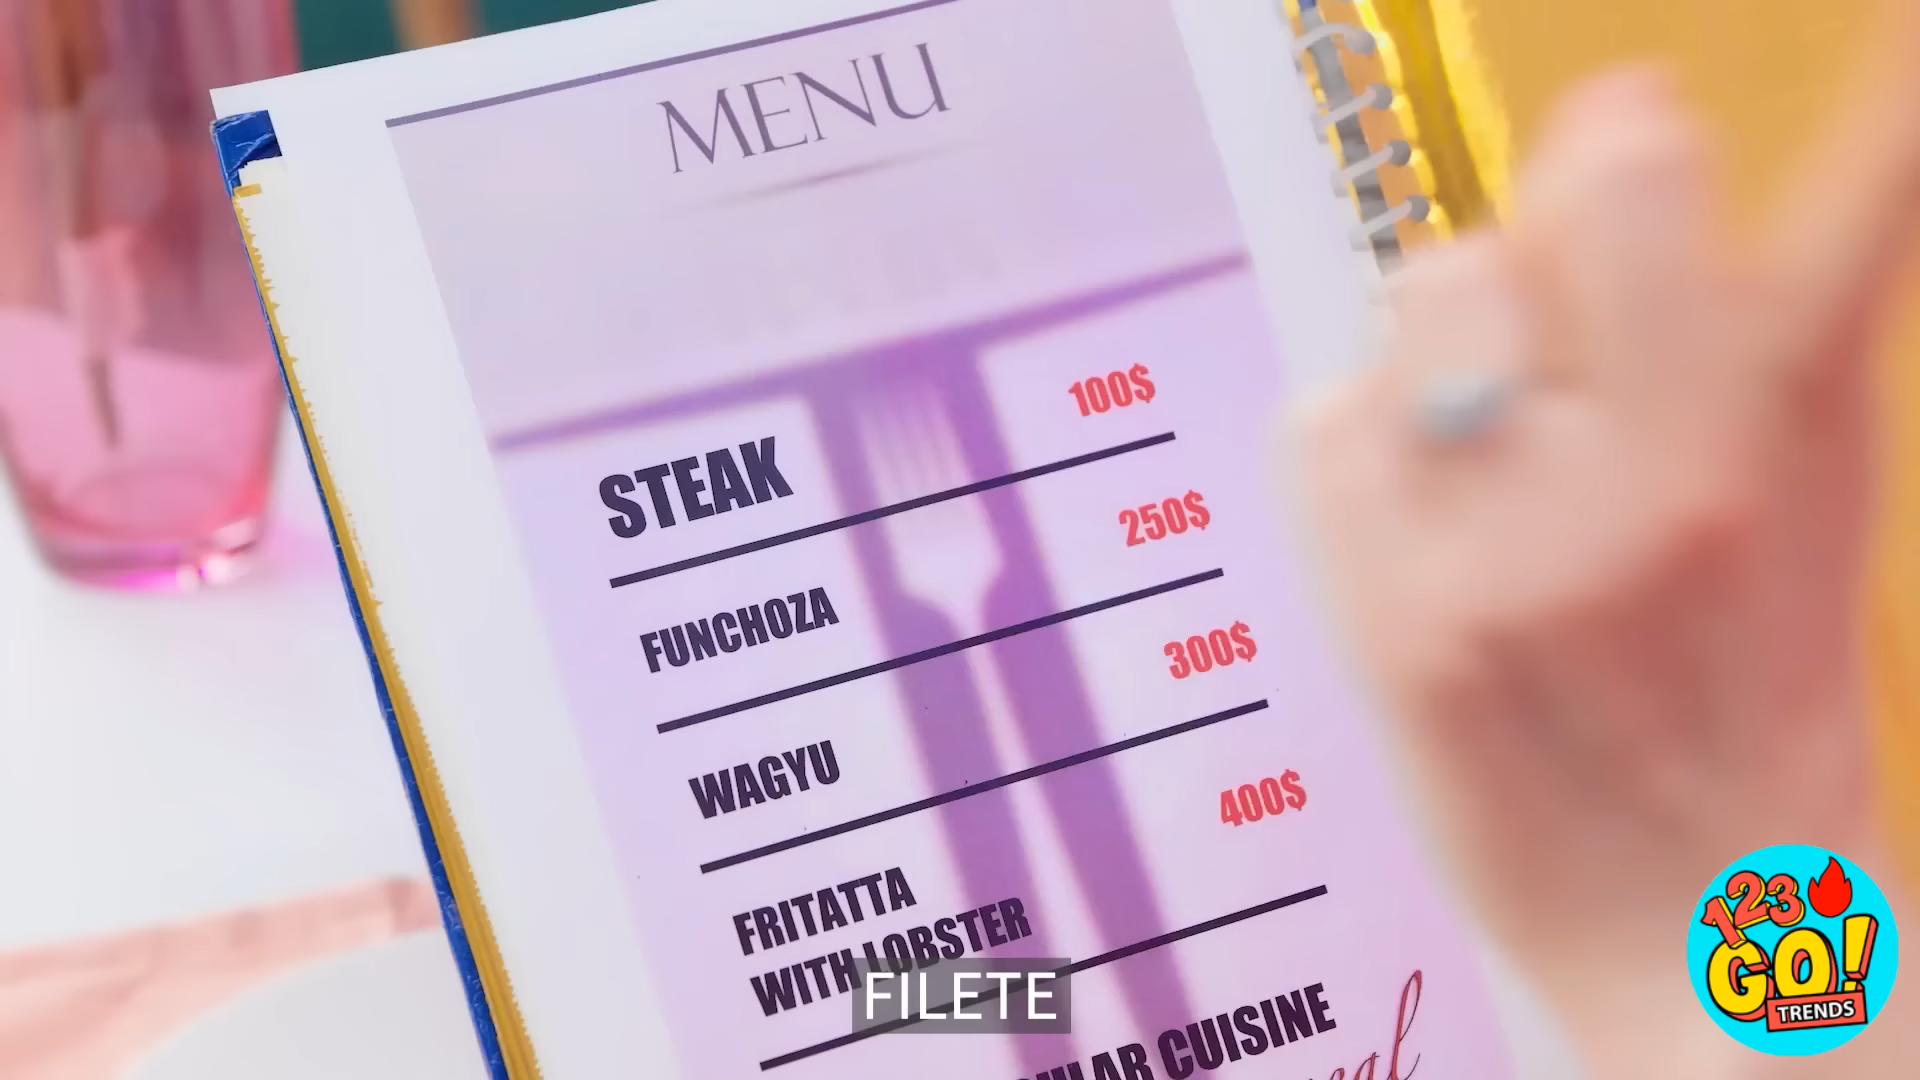 MENU
STEAK 100$
FUNCHOZA 250$
WAGYU 300$
FRITATTA
WITH LOBSTER 400$
CUISINE
FILETE
123
GO!
TRENDS